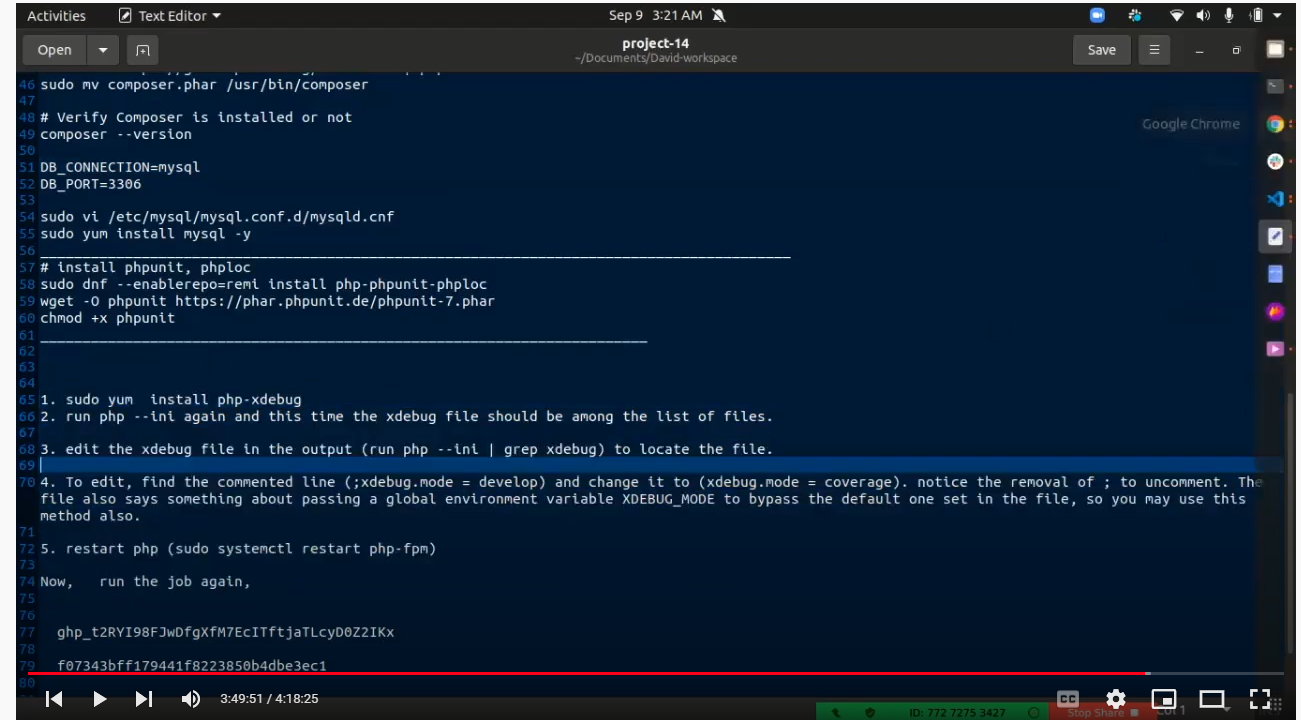 Activities Text Editor Sep 9 3:21 AM
Open project-14 Save
~/Documents/David-workspace
46 sudo mv composer.phar /usr/bin/composer
47
48 # Verify Composer is installed or not
49 composer --version
Google Chrome
50
51 DB_CONNECTION=mysql
52 DB_PORT=3306
53
54 sudo vi /etc/mysql/mysql.conf.d/mysqld.cnf
55 sudo yum install mysql -y
56
57 # install phpunit, phploc
58 sudo dnf --enablerepo=remi install php-phpunit-phploc
59 wget -O phpunit https://phar.phpunit.de/phpunit-7.phar
60 chmod +x phpunit
61
62
63
64
65 1. sudo yum  install php-xdebug
66 2. run php --ini again and this time the xdebug file should be among the list of files.
67
68 3. edit the xdebug file in the output (run php --ini | grep xdebug) to locate the file.
69
70 4. To edit, find the commented line (;xdebug.mode = develop) and change it to (xdebug.mode = coverage). notice the removal of ; to uncomment. The
file also says something about passing a global environment variable XDEBUG_MODE to bypass the default one set in the file, so you may use this
method also.
71
72 5. restart php (sudo systemctl restart php-fpm)
73
74 Now,   run the job again,
75
76
77 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
78
79 f07343bff179441f8223850b4dbe3ec1
80
3:49:51 / 4:18:25 CC
ID: 772 7275 3427 Stop Share Col 1